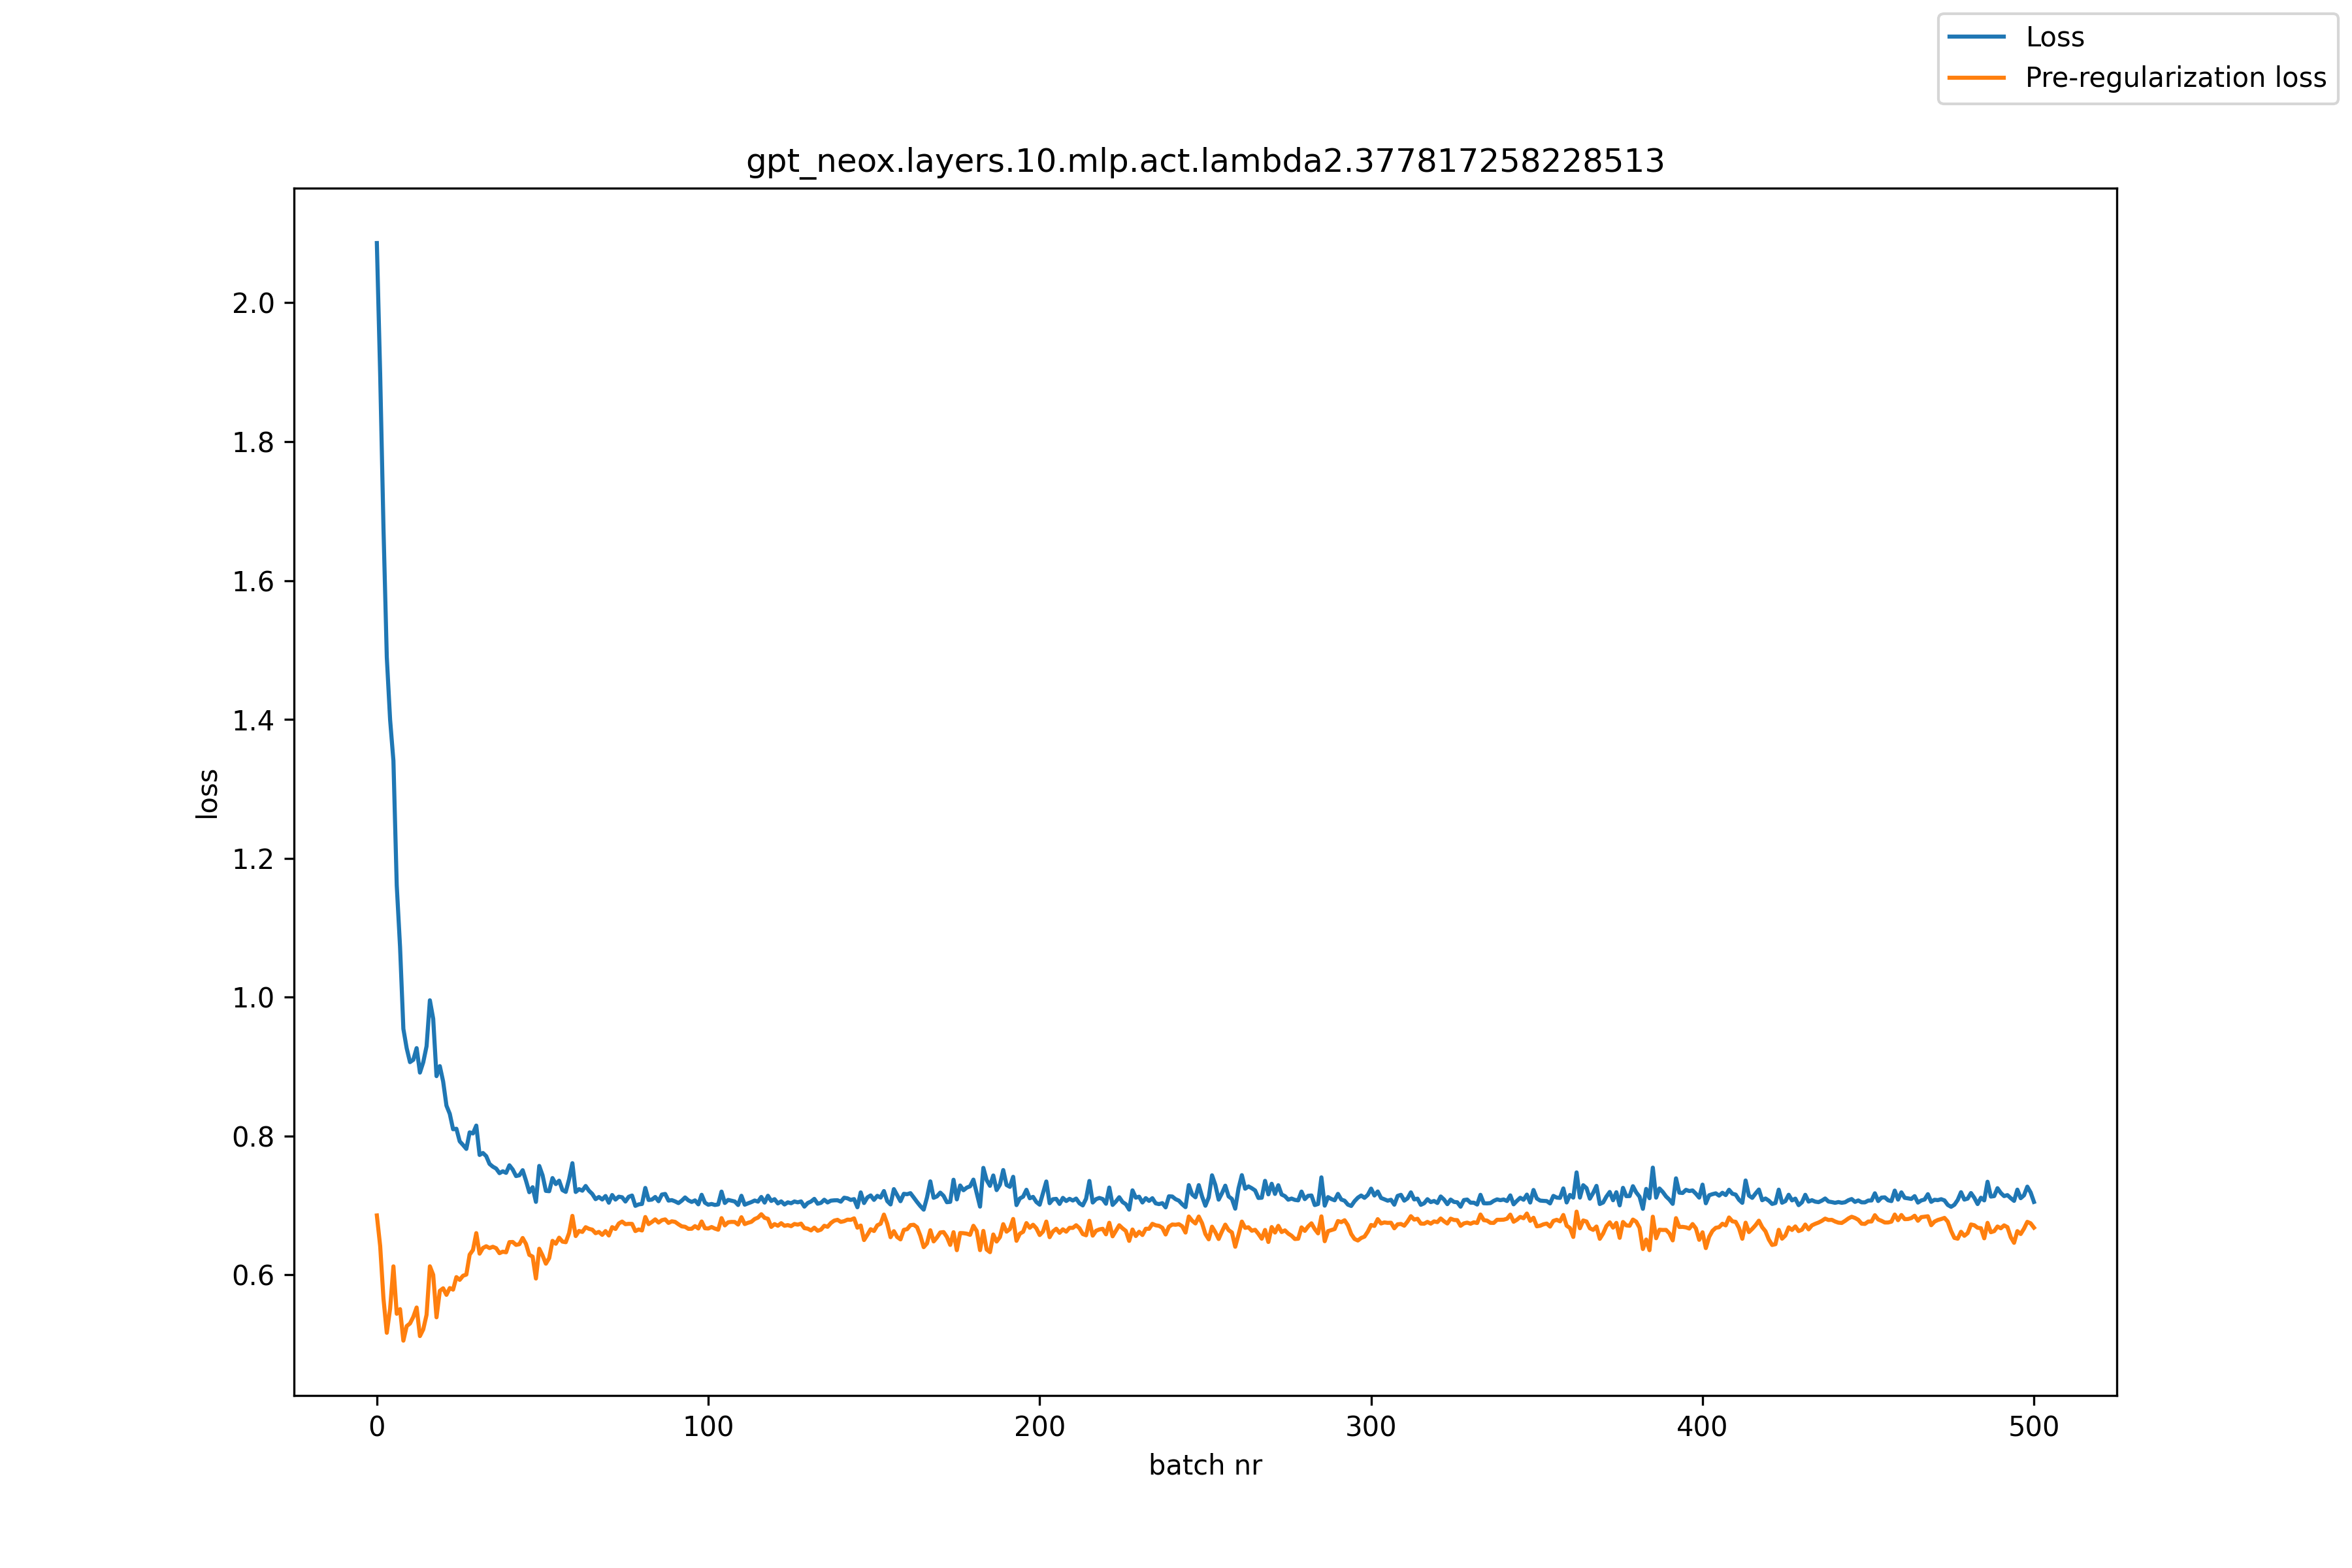 Loss
Pre-regularization loss
gpt_neox.layers.10.mlp.act.lambda2.377817258228513
2.0
1.8
1.6
1.4
1.2
1.0
0.8
0.6
loss
0 100 200 300 400 500
batch nr